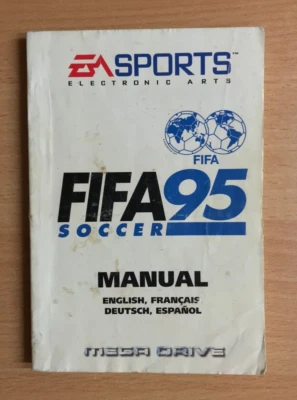 EA SPORTS™
ELECTRONIC ARTS
FIFA
FIFA 95
SOCCER
MANUAL
ENGLISH, FRANÇAIS
DEUTSCH, ESPAÑOL
MEGA DRIVE